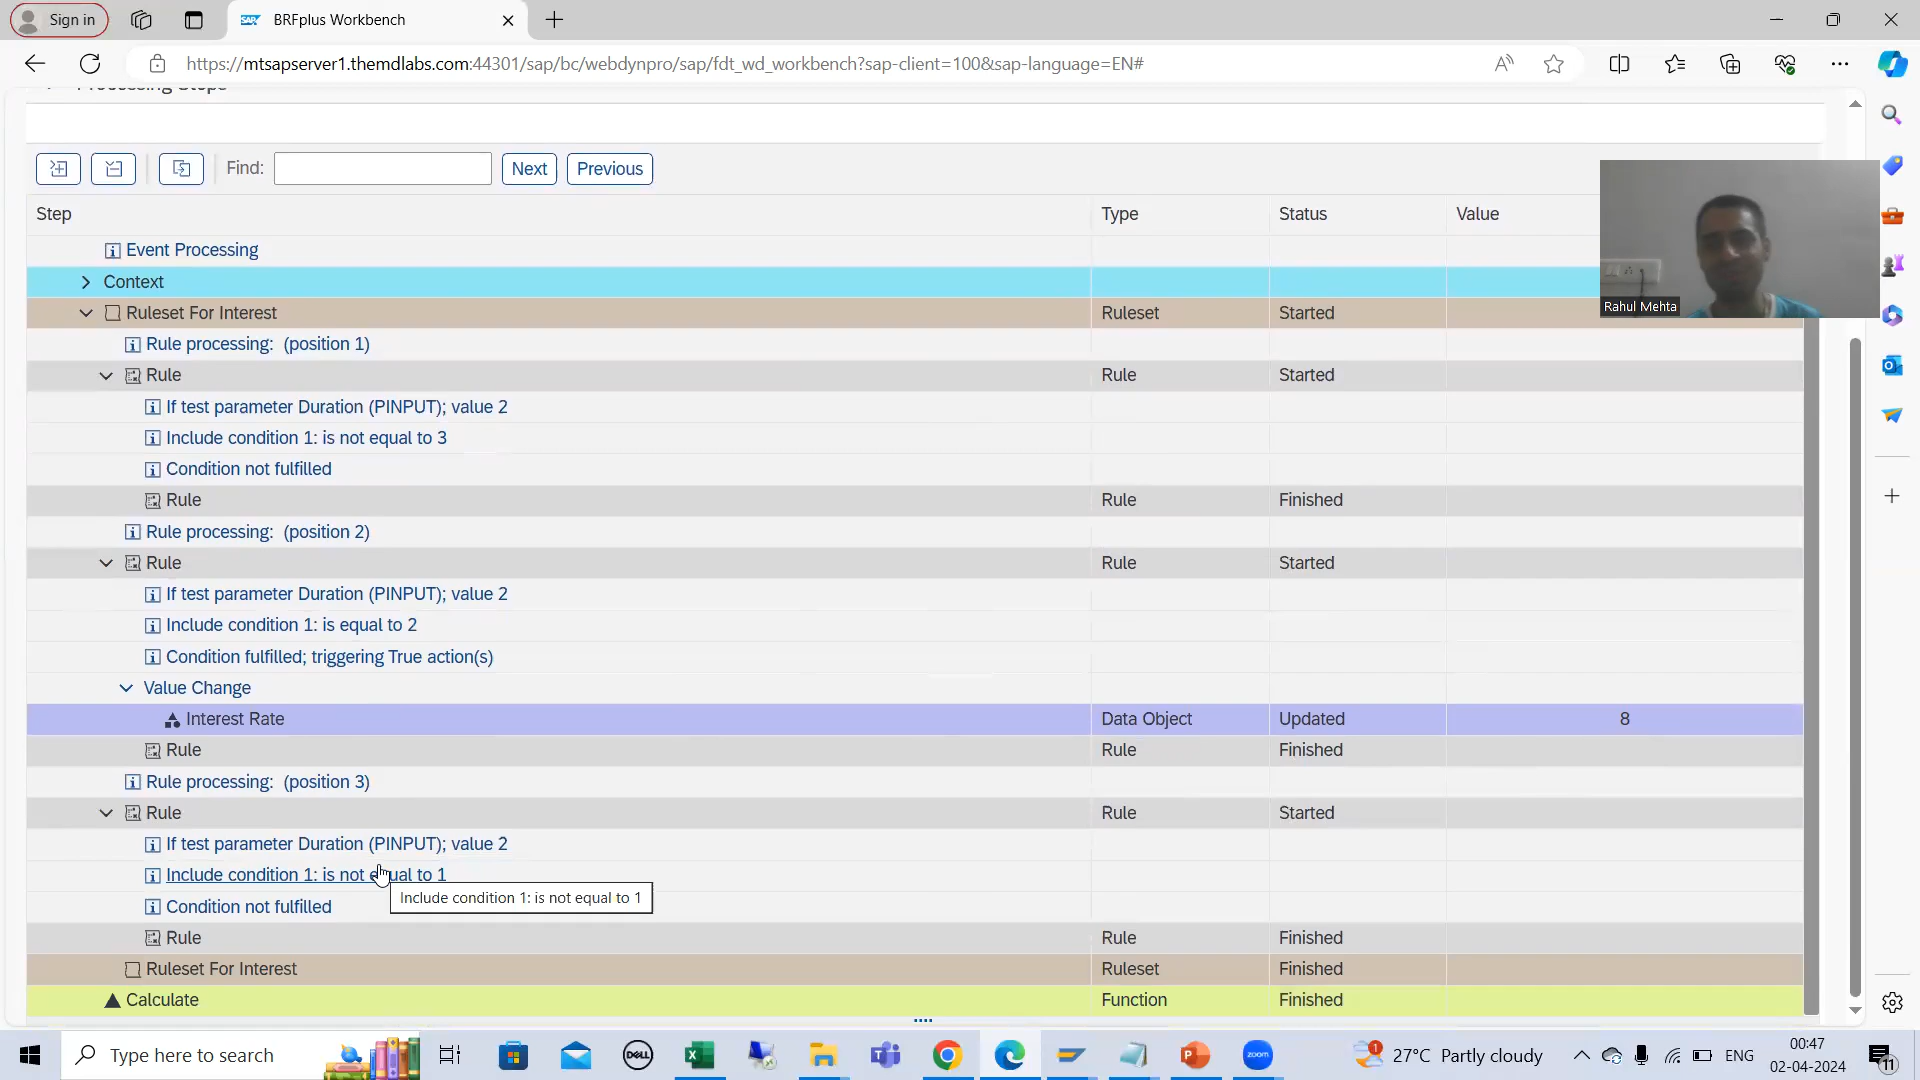 Sign in
SAP BRFplus Workbench
https://mtsapserver1.themdlabs.com:44301/sap/bc/webdynpro/sap/fdt_wd_workbench?sap-client=100&sap-language=EN#
Processing Steps
Find: Next Previous
Step Type Status Value
Event Processing
Context
Ruleset For Interest Ruleset Started
Rahul Mehta
Rule processing: (position 1)
Rule Rule Started
If test parameter Duration (PINPUT); value 2
Include condition 1: is not equal to 3
Condition not fulfilled
Rule Rule Finished
Rule processing: (position 2)
Rule Rule Started
If test parameter Duration (PINPUT); value 2
Include condition 1: is equal to 2
Condition fulfilled; triggering True action(s)
Value Change
Interest Rate Data Object Updated 8
Rule Rule Finished
Rule processing: (position 3)
Rule Rule Started
If test parameter Duration (PINPUT); value 2
Include condition 1: is not equal to 1
Include condition 1: is not equal to 1
Condition not fulfilled
Rule Rule Finished
Ruleset For Interest Ruleset Finished
Calculate Function Finished
Type here to search
DELL
zoom
1
27°C Partly cloudy
ENG
00:47
02-04-2024
11